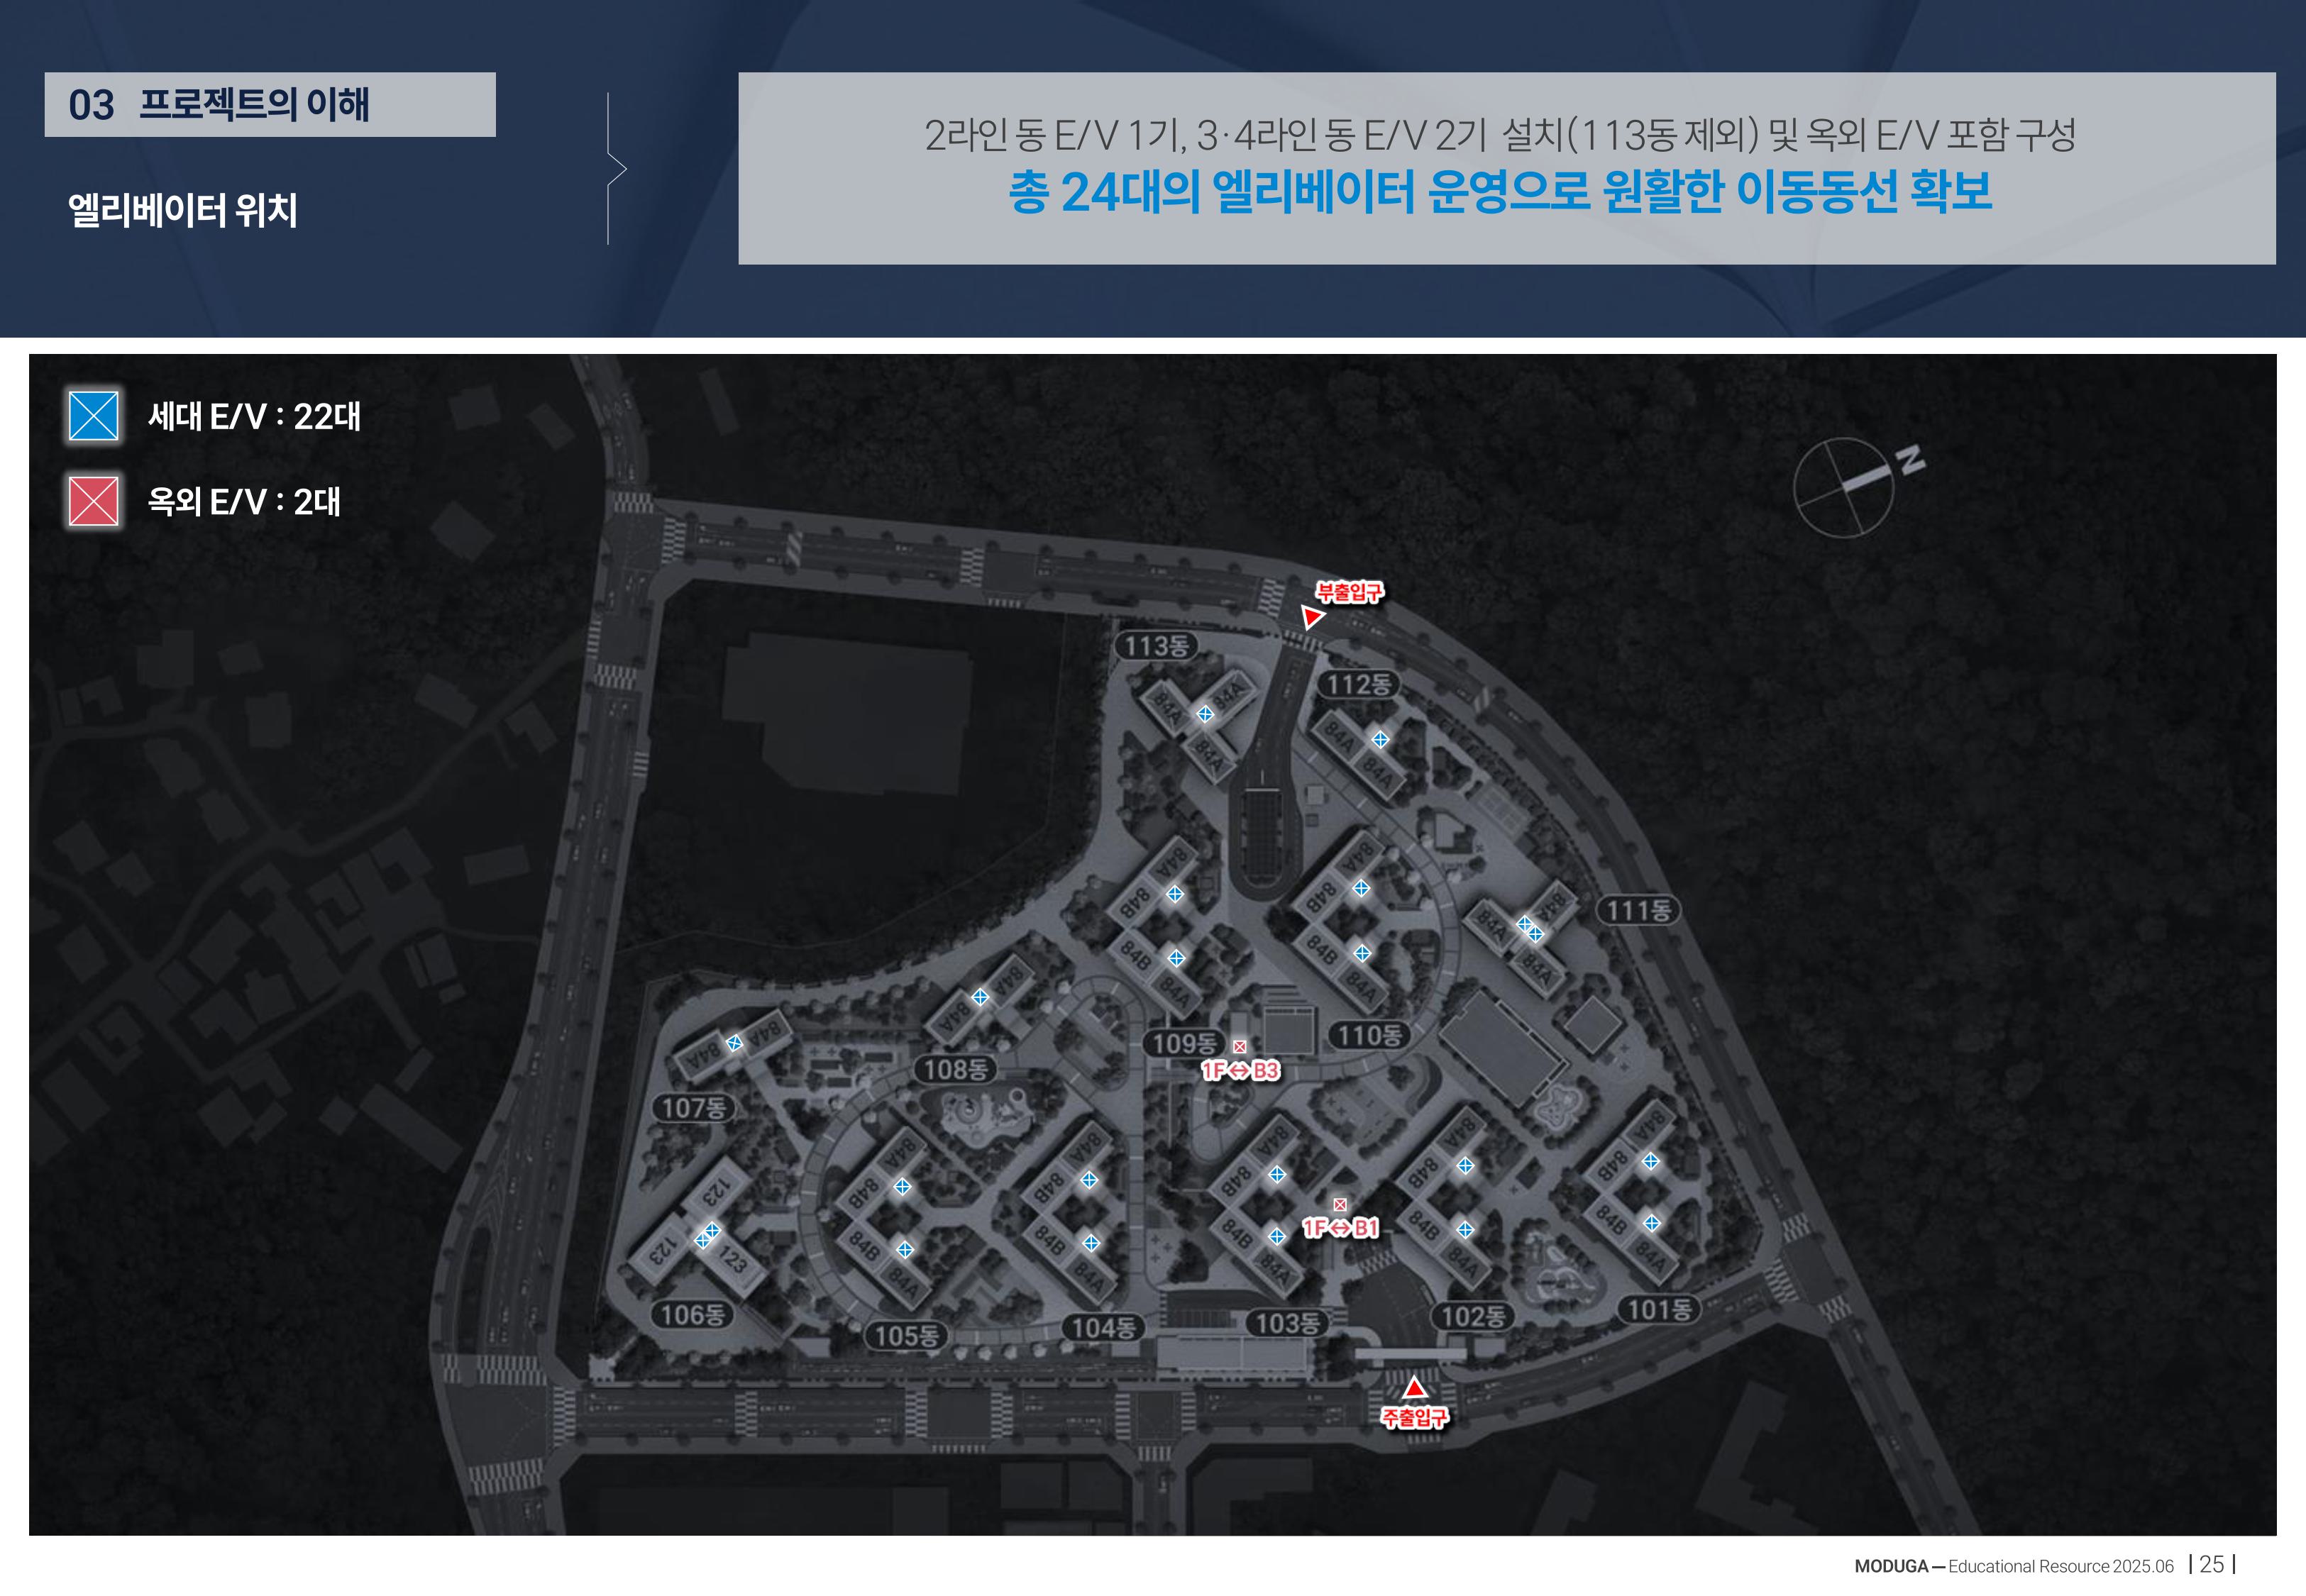 03 프로젝트의 이해
엘리베이터 위치
2라인 동 E/V 1기, 3·4라인 동 E/V 2기 설치(113동 제외) 및 옥외 E/V 포함 구성
총 24대의 엘리베이터 운영으로 원활한 이동동선 확보
세대 E/V : 22대
옥외 E/V : 2대
N
부출입구
113동
84A
84A
84A
112동
84A
84A
84A
84B
84B
84A
84A
84B
84B
84A
111동
84A
84A
84A
109동
110동
1F↔B3
84A
84A
108동
84A
84A
107동
123
123
123
106동
84A
84B
84B
84A
105동
84A
84B
84B
84A
104동
84A
84B
84B
84A
103동
1F↔B1
84A
84B
84B
84A
102동
84A
84B
84B
84A
101동
주출입구
MODUGA — Educational Resource 2025.06 | 25 |